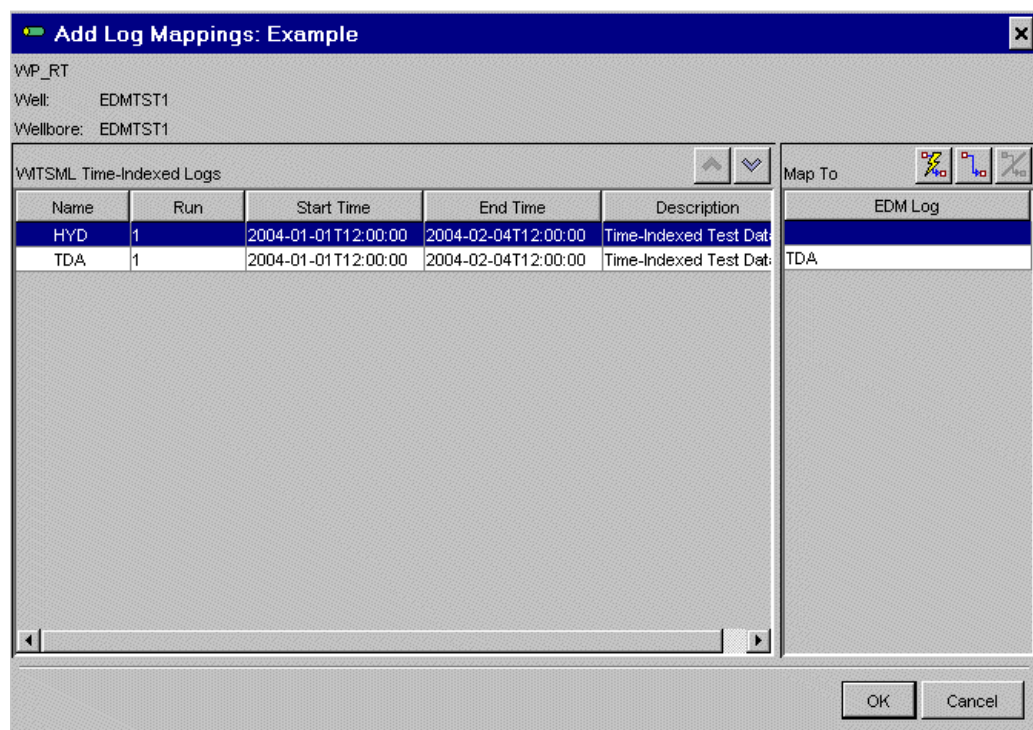 Add Log Mappings: Example
WP_RT
Well: EDMTST1
Wellbore: EDMTST1
WITSML Time-Indexed Logs
Map To
Name Run Start Time End Time Description EDM Log
HYD 1 2004-01-01T12:00:00 2004-02-04T12:00:00 Time-Indexed Test Data
TDA 1 2004-01-01T12:00:00 2004-02-04T12:00:00 Time-Indexed Test Data TDA
OK Cancel